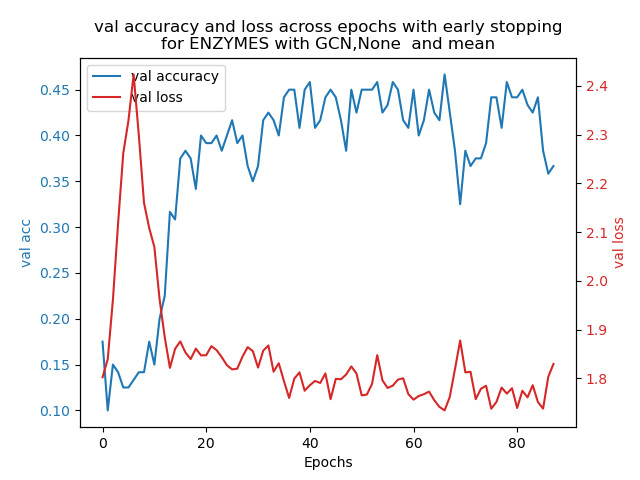 val accuracy and loss across epochs with early stopping
for ENZYMES with GCN,None  and mean
val accuracy
val loss
0.45
0.40
0.35
0.30
0.25
0.20
0.15
0.10
val acc
2.4
2.3
2.2
2.1
2.0
1.9
1.8
val loss
0 20 40 60 80
Epochs